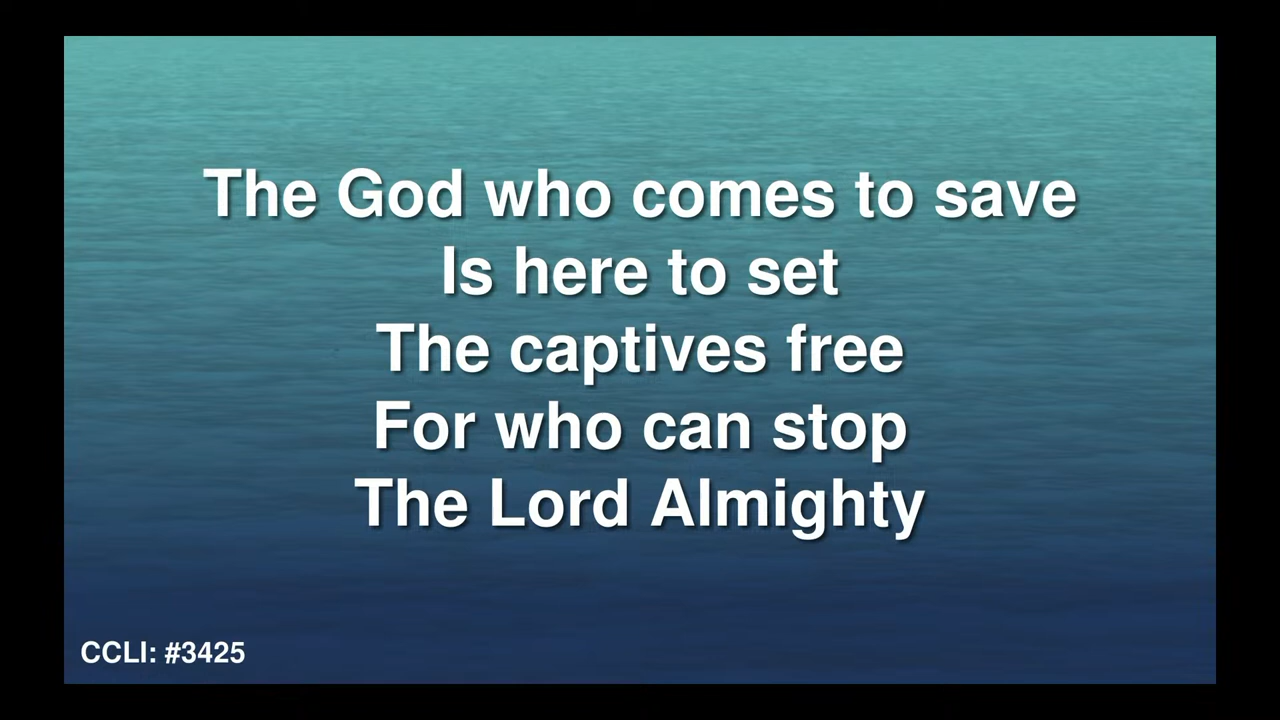 The God who comes to save
Is here to set
The captives free
For who can stop
The Lord Almighty
CCLI: #3425